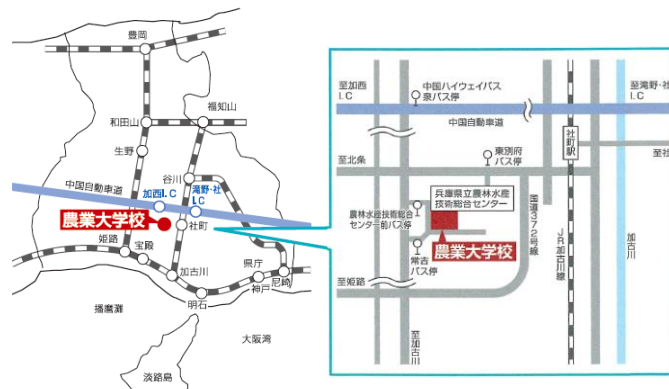 豊岡
福知山
和田山
生野
谷川
中国自動車道
加西I.C
滝野・社
I.C
農業大学校
社町
姫路
宝殿
加古川
県庁
神戸
尼崎
明石
播磨灘
大阪湾
淡路島
至加西
I.C
中国ハイウェイバス
泉バス停
至滝野・社
I.C
中国自動車道
社町駅
東別府
バス停
至北条
至社
兵庫県立農林水産
技術総合センター
農林水産技術総合
センター前バス停
農業大学校
常吉
バス停
国道372号線
JR加古川線
加古川
至姫路
至加古川